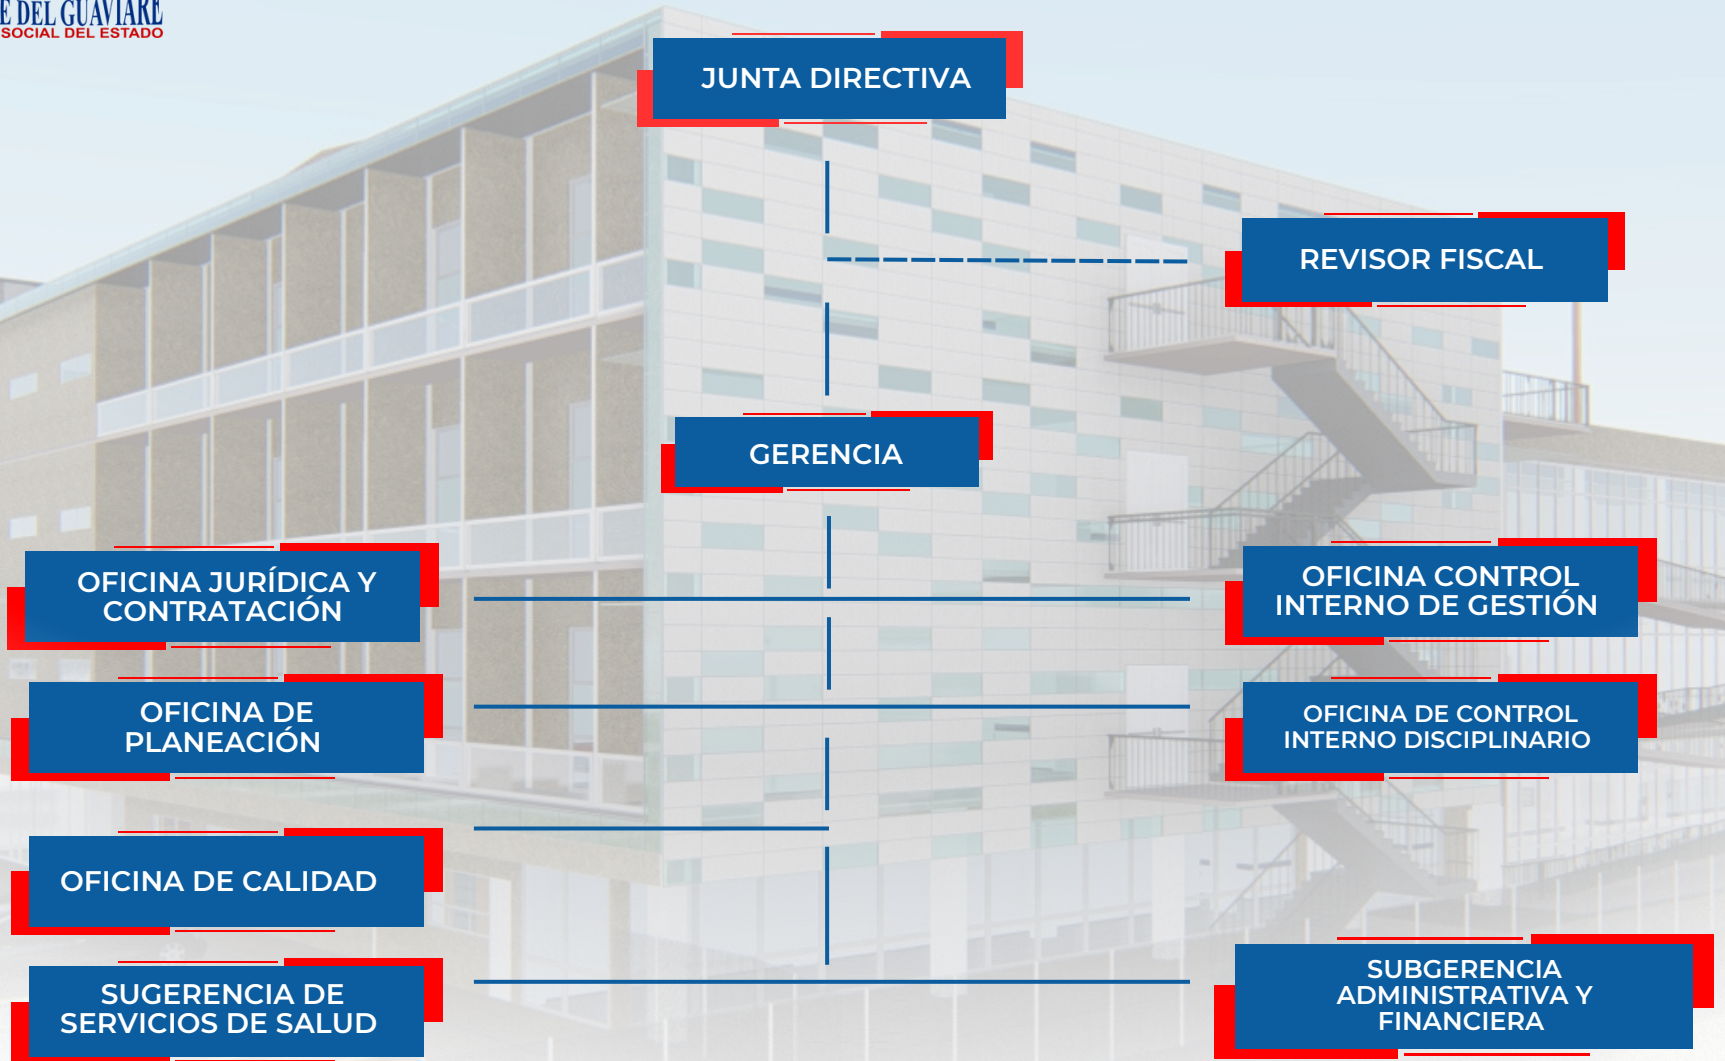 E DEL GUAVIARE
SOCIAL DEL ESTADO
JUNTA DIRECTIVA
REVISOR FISCAL
GERENCIA
OFICINA JURÍDICA Y
CONTRATACIÓN
OFICINA CONTROL
INTERNO DE GESTIÓN
OFICINA DE
PLANEACIÓN
OFICINA DE CONTROL
INTERNO DISCIPLINARIO
OFICINA DE CALIDAD
SUGERENCIA DE
SERVICIOS DE SALUD
SUBGERENCIA
ADMINISTRATIVA Y
FINANCIERA